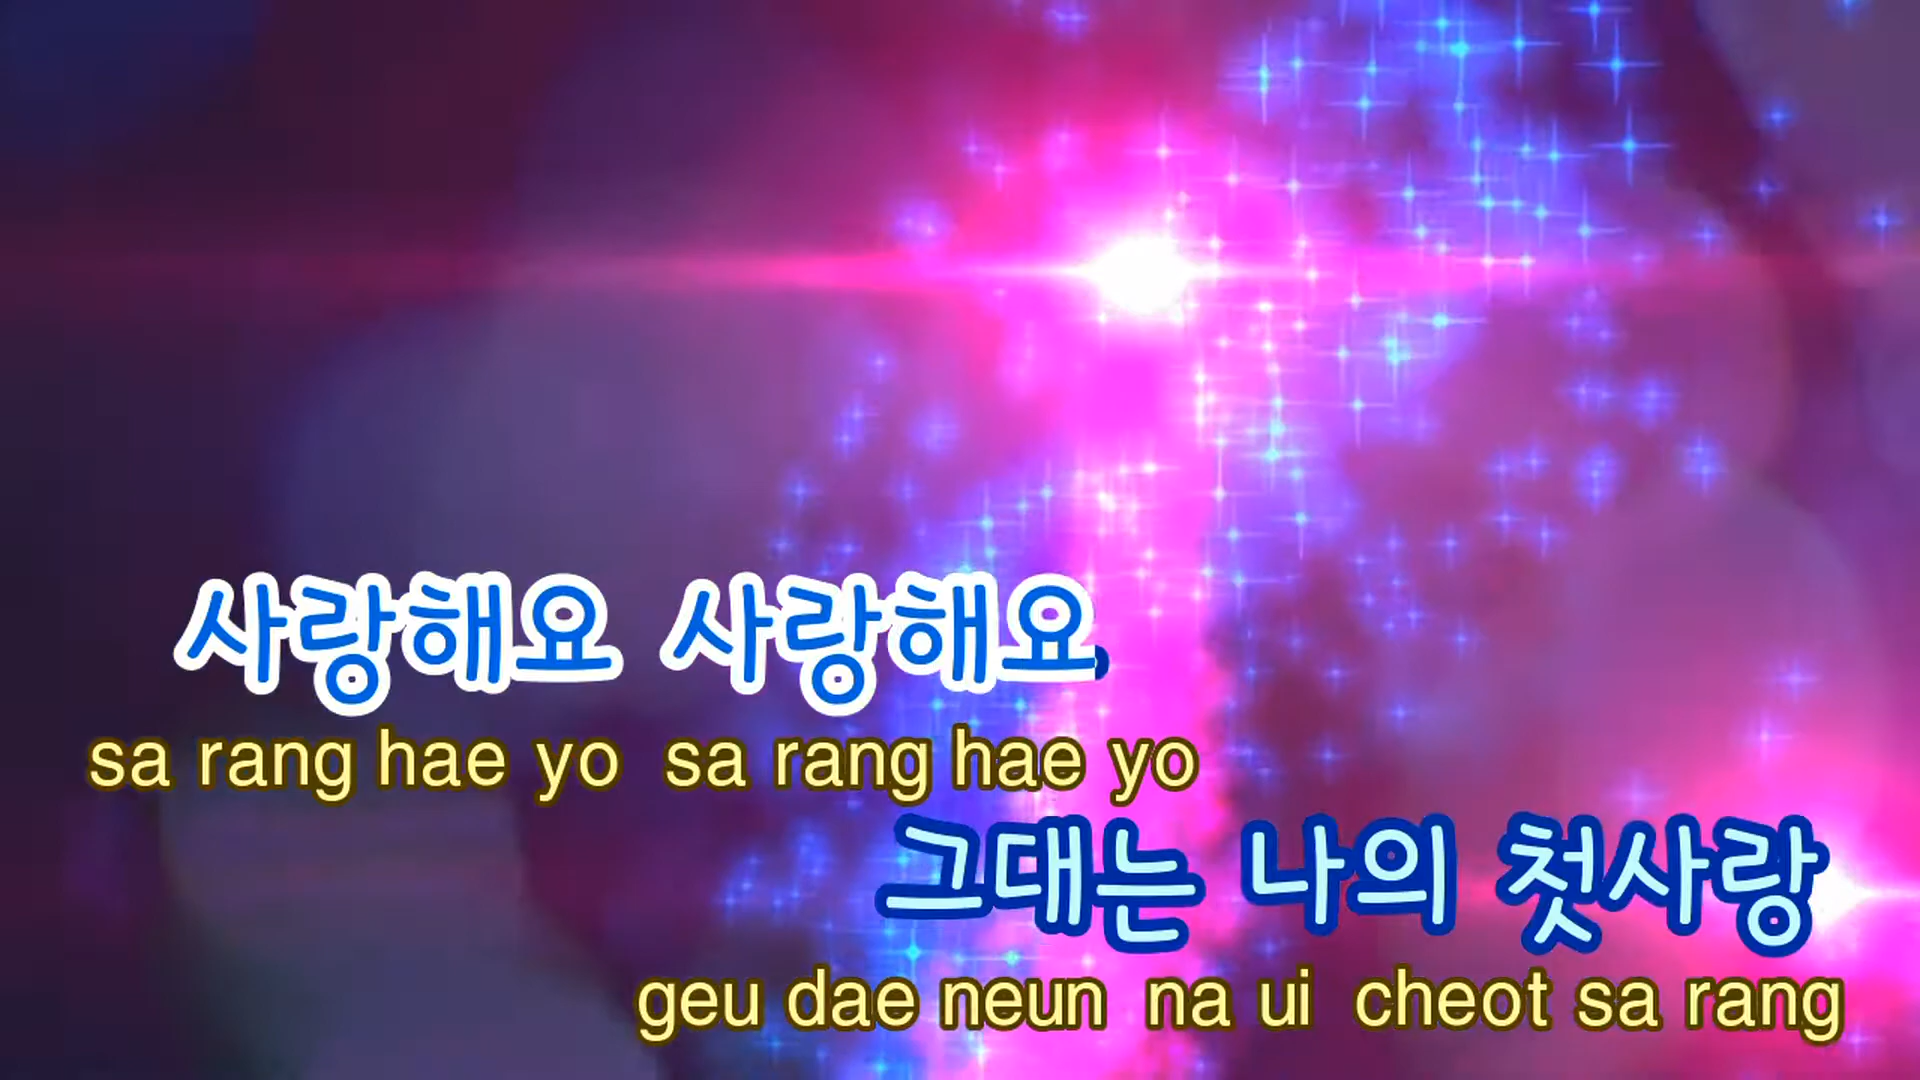 사랑해요 사랑해요
sa rang hae yo sa rang hae yo
그대는 나의 첫사랑
geu dae neun na ui cheot sa rang